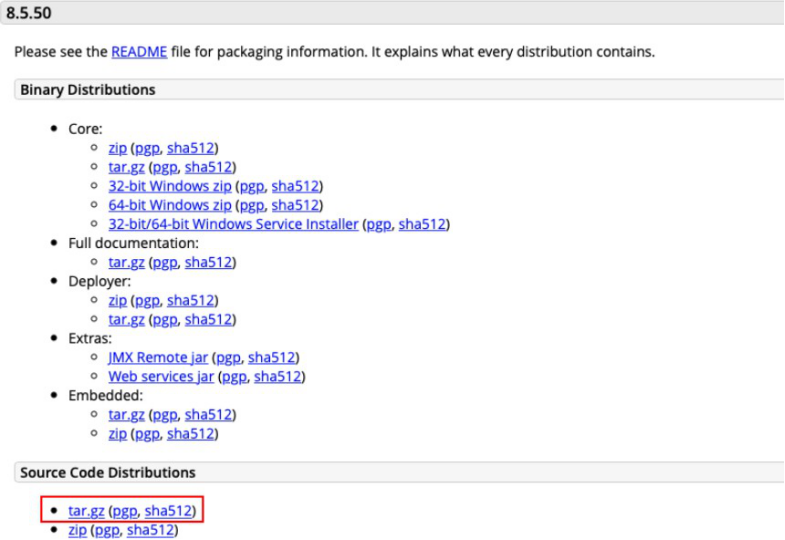 8.5.50
Please see the README file for packaging information. It explains what every distribution contains.
Binary Distributions
• Core:
◦ zip (pgp, sha512)
◦ tar.gz (pgp, sha512)
◦ 32-bit Windows zip (pgp, sha512)
◦ 64-bit Windows zip (pgp, sha512)
◦ 32-bit/64-bit Windows Service Installer (pgp, sha512)
• Full documentation:
◦ tar.gz (pgp, sha512)
• Deployer:
◦ zip (pgp, sha512)
◦ tar.gz (pgp, sha512)
• Extras:
◦ JMX Remote jar (pgp, sha512)
◦ Web services jar (pgp, sha512)
• Embedded:
◦ tar.gz (pgp, sha512)
◦ zip (pgp, sha512)
Source Code Distributions
• tar.gz (pgp, sha512)
• zip (pgp, sha512)